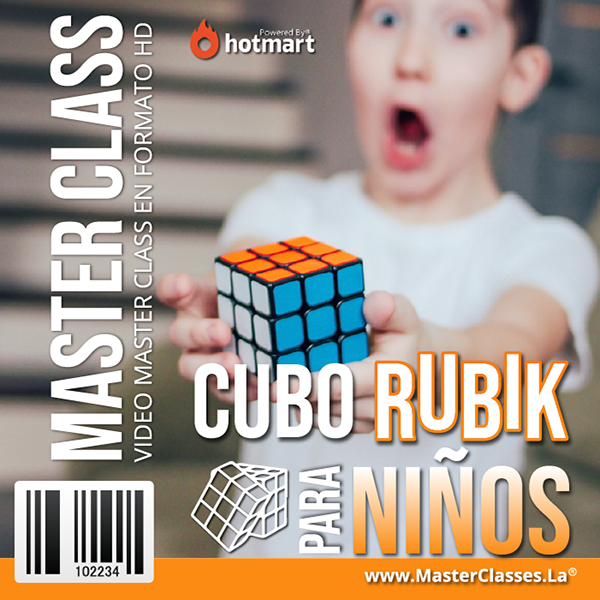 Powered By®
hotmart
MASTER CLASS
VIDEO MASTER CLASS EN FORMATO HD
CUBO RUBIK
PARA NIÑOS
102234
www.MasterClasses.La®